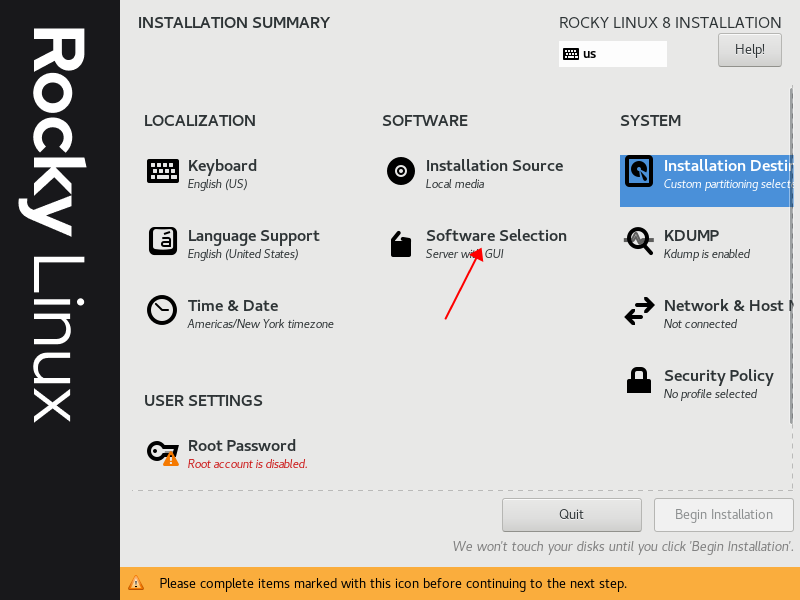 Rocky Linux
INSTALLATION SUMMARY
ROCKY LINUX 8 INSTALLATION
us
Help!
LOCALIZATION
Keyboard
English (US)
Language Support
English (United States)
Time & Date
Americas/New York timezone
USER SETTINGS
Root Password
Root account is disabled.
SOFTWARE
Installation Source
Local media
Software Selection
Server with GUI
SYSTEM
Installation Destin
Custom partitioning select
KDUMP
Kdump is enabled
Network & Host N
Not connected
Security Policy
No profile selected
Quit
Begin Installation
We won't touch your disks until you click 'Begin Installation'.
Please complete items marked with this icon before continuing to the next step.